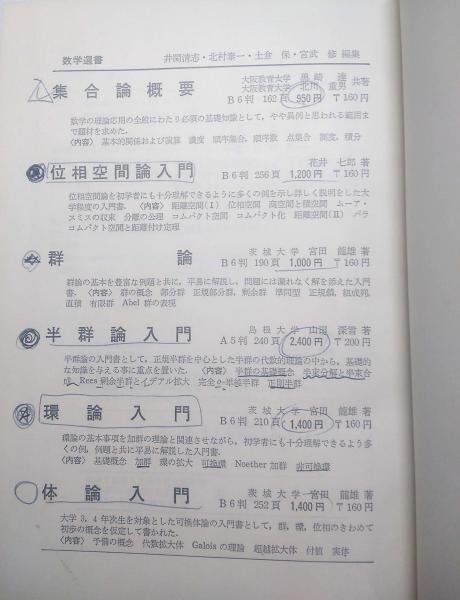 数学選書 井関清志・北村泰一・土倉 保・宮武 修 編集
集合論概要 大阪教育大学 黒崎 達 大阪教育大学 北川 重男 共著
B6判 162頁 950円 〒160円
数学の理論応用の全般にわたり必須の基礎知識として，やや異例と思われる範囲まで題材を求めた．
〈内容〉 基本的関係および演算 濃度 順序集合，順序数 点集合 測度，積分
位相空間論入門 花井 七郎 著
B6判 256頁 1,200円 〒160円
位相空間論を初学者にも十分理解できるように多くの例を示し詳しく説明をした大
学程度の入門書．〈内容〉 距離空間(I) 位相空間 商空間と積空間 ムーア・
スミスの収束 分離の公理 コムパクト空間 コムパクト化 距離空間(II) パラ
コムパクト空間と距離付け定理
群論 茨城大学 宮田 龍雄 著
B6判 190頁 1,000円 〒160円
群論の基本を豊富な例題と共に，平易に解説し，問題には漏れなく解を添えた入門
書．〈内容〉 群の概念 部分群 正規部分群，剰余群 準同型 正規鎖，組成列，
直積 有限群 Abel 群の表現
半群論入門 島根大学 山田 深雪 著
A5判 240頁 2,400円 〒200円
半群論の入門書として，正規半群を中心とした半群の代数的理論の中から，基礎的
な知識を与える事に重点を置いた．〈内容〉 半群の基礎概念 半束分解と半束合
成 Rees 剰余半群とイデアル拡大 完全0-単純半群 正則半群
環論入門 茨城大学 宮田 龍雄 著
B6判 210頁 1,400円 〒160円
環論の基本事項を加群の理論と関連させながら，初学者にも十分理解できるよう多
くの例，例題と共に平易に解説した入門書．
〈内容〉 基礎概念 加群 環の拡大 可換環 Noether 加群 非可換環
体論入門 茨城大学 宮田 龍雄 著
B6判 252頁 1,400円 〒160円
大学3，4年次生を対象とした可換体論の入門書として，群，環，位相のきわめて
初歩の概念を仮定して書かれた．
〈内容〉 予備の概念 代数拡大体 Galois の理論 超越拡大体 付値 実体